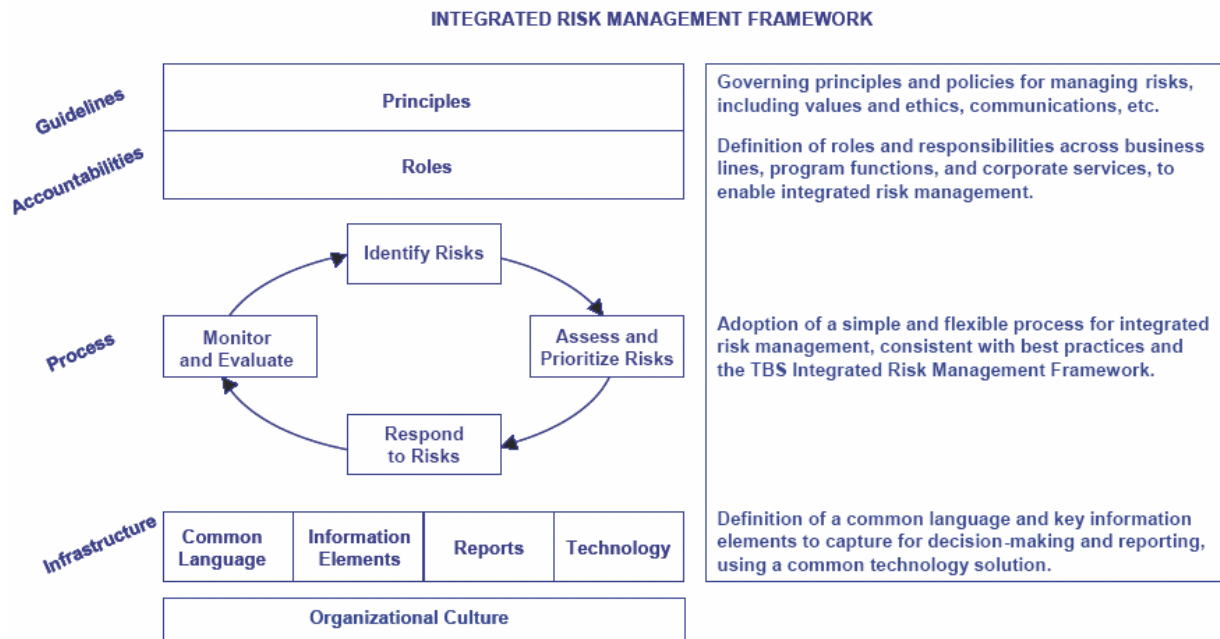 INTEGRATED RISK MANAGEMENT FRAMEWORK
Guidelines
Principles
Governing principles and policies for managing risks,
including values and ethics, communications, etc.
Accountabilities
Roles
Definition of roles and responsibilities across business
lines, program functions, and corporate services, to
enable integrated risk management.
Process
Identify Risks
Monitor
and Evaluate
Assess and
Prioritize Risks
Respond
to Risks
Adoption of a simple and flexible process for integrated
risk management, consistent with best practices and
the TBS Integrated Risk Management Framework.
Infrastructure
Common
Language
Information
Elements
Reports
Technology
Definition of a common language and key information
elements to capture for decision-making and reporting,
using a common technology solution.
Organizational Culture